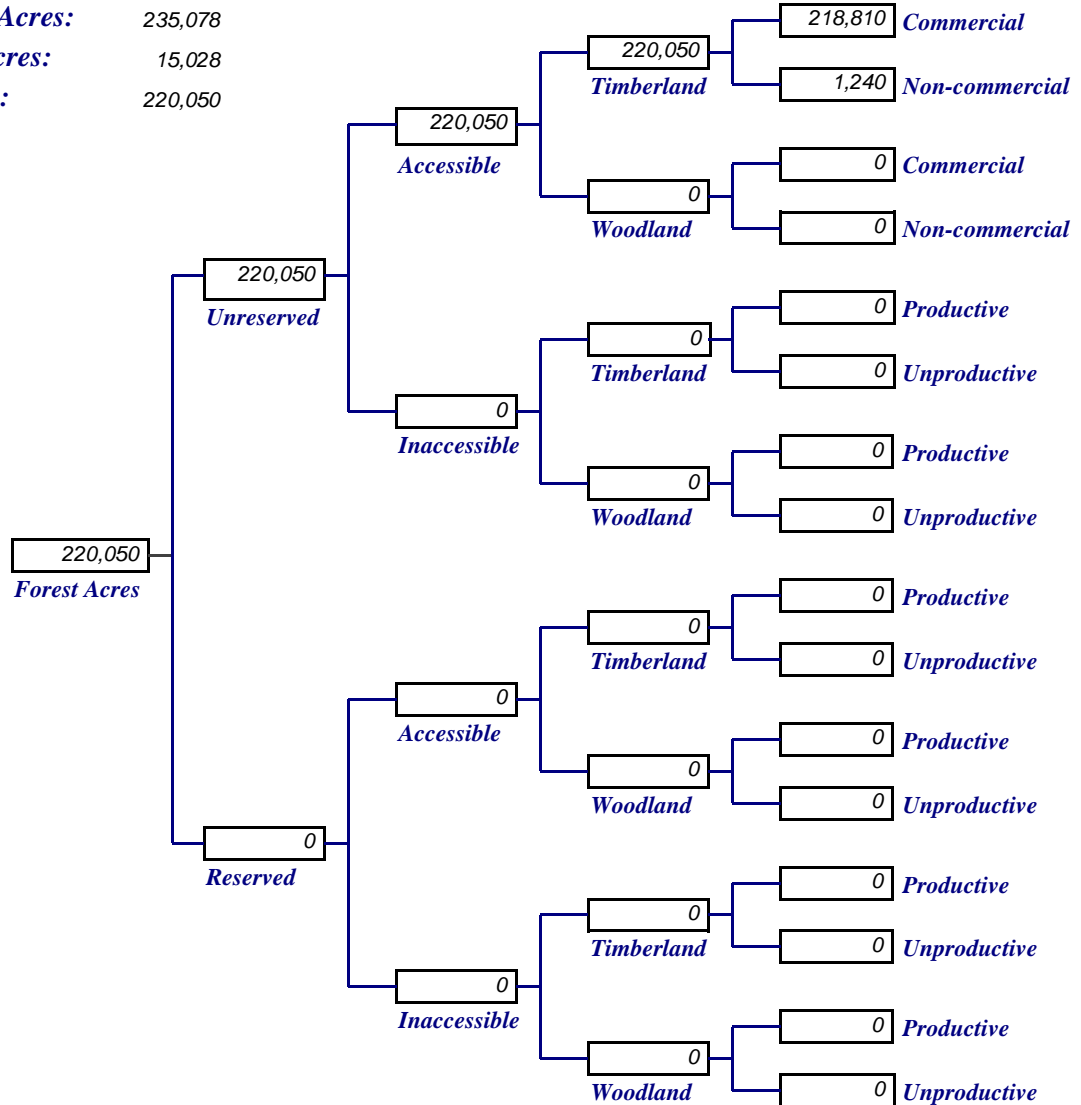 Acres: 235,078
cres: 15,028
: 220,050
218,810 Commercial
220,050
Timberland
1,240 Non-commercial
220,050
Accessible
0 Commercial
0
Woodland
0 Non-commercial
220,050
Unreserved
0 Productive
0
Timberland
0 Unproductive
0
Inaccessible
0 Productive
0
Woodland
0 Unproductive
220,050
Forest Acres
0 Productive
0
Timberland
0 Unproductive
0
Accessible
0 Productive
0
Woodland
0 Unproductive
0
Reserved
0 Productive
0
Timberland
0 Unproductive
0
Inaccessible
0 Productive
0
Woodland
0 Unproductive